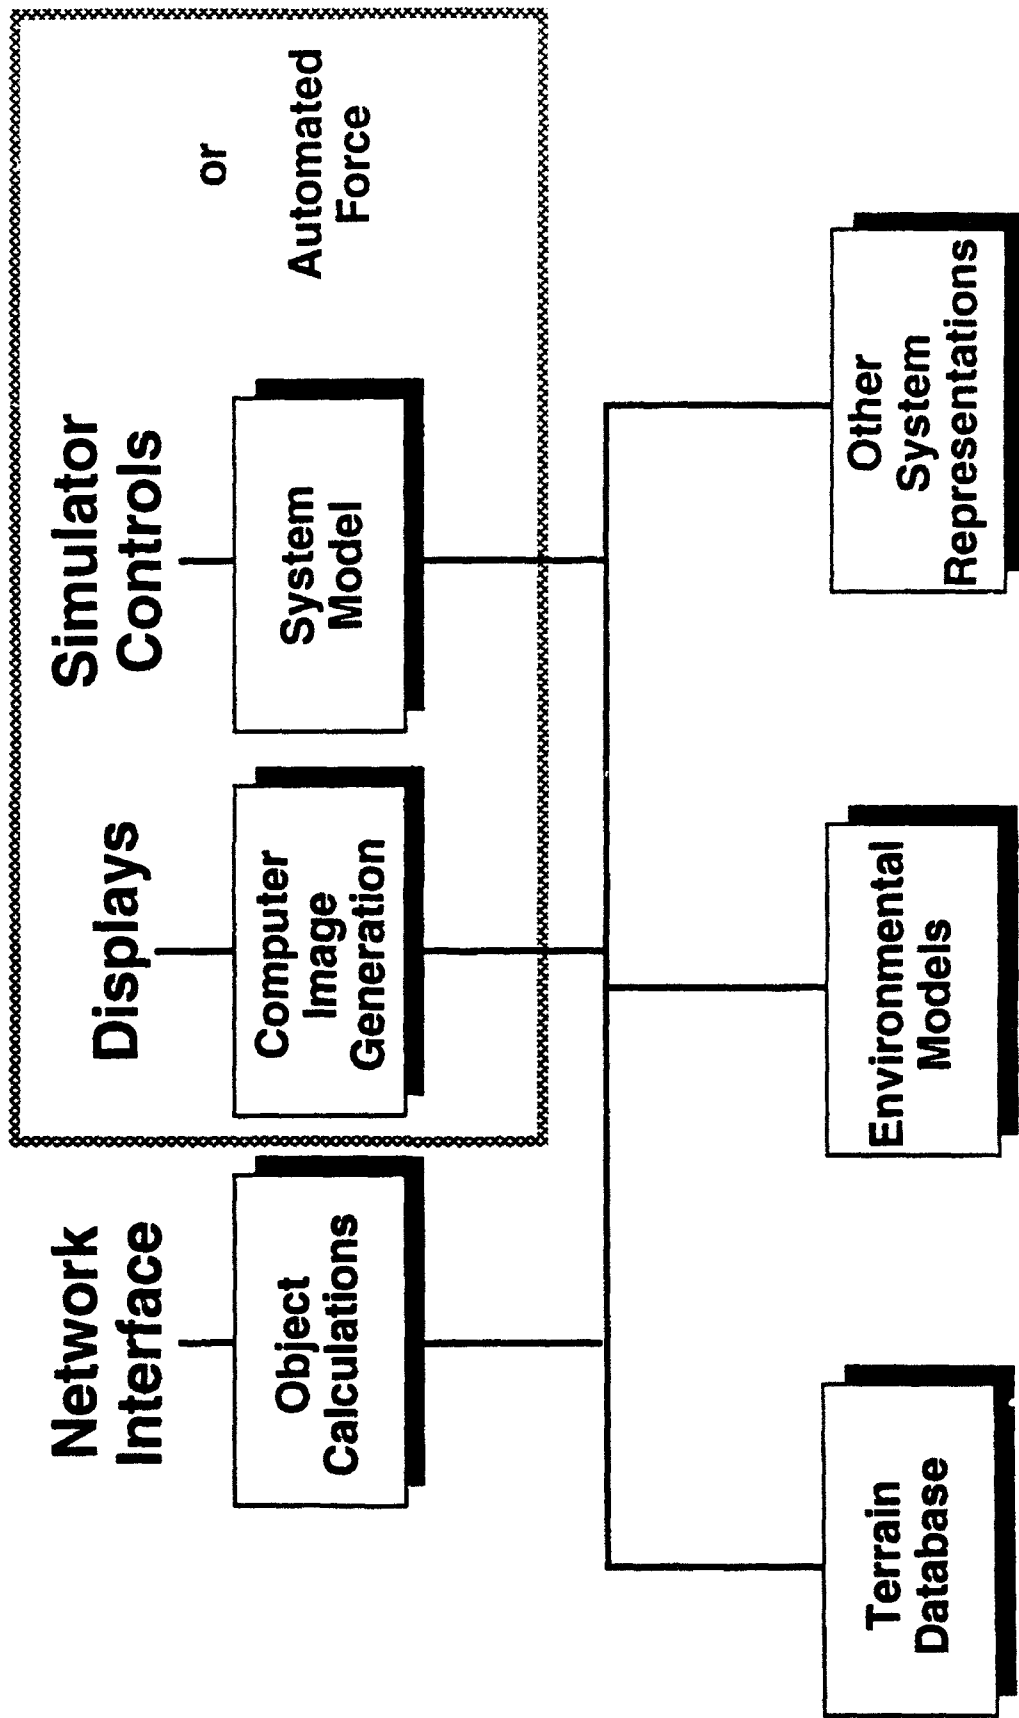 Network
Interface
Displays
Simulator
Controls
Object
Calculations
Computer
Image
Generation
System
Model
or
Automated
Force
Terrain
Database
Environmental
Models
Other
System
Representations